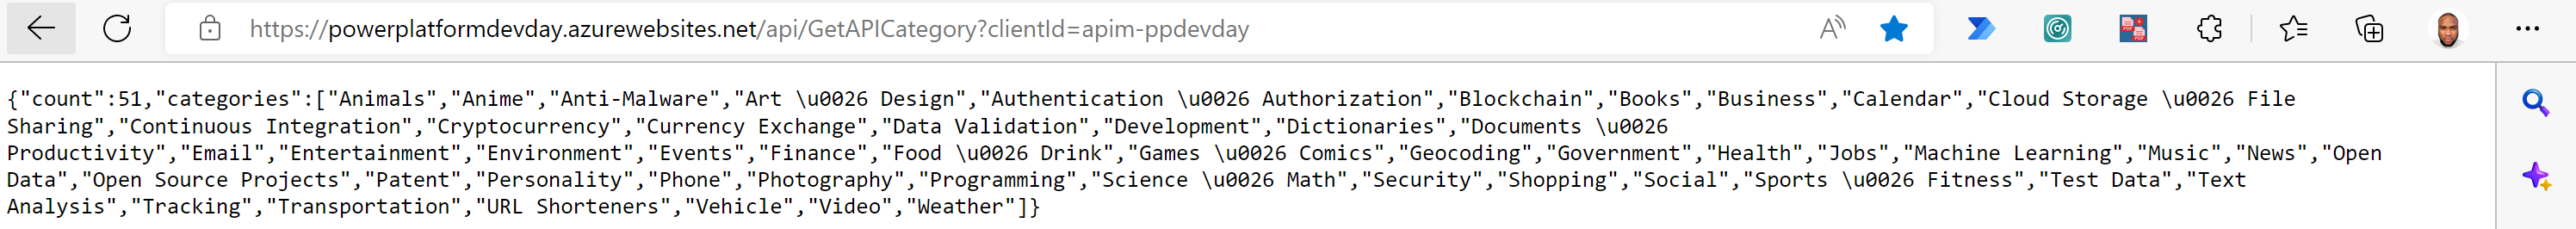 https://powerplatformdevday.azurewebsites.net/api/GetAPICategory?clientId=apim-ppdevday
{"count":51,"categories":["Animals","Anime","Anti-Malware","Art \u0026 Design","Authentication \u0026 Authorization","Blockchain","Books","Business","Calendar","Cloud Storage \u0026 File
Sharing","Continuous Integration","Cryptocurrency","Currency Exchange","Data Validation","Development","Dictionaries","Documents \u0026
Productivity","Email","Entertainment","Environment","Events","Finance","Food \u0026 Drink","Games \u0026 Comics","Geocoding","Government","Health","Jobs","Machine Learning","Music","News","Open
Data","Open Source Projects","Patent","Personality","Phone","Photography","Programming","Science \u0026 Math","Security","Shopping","Social","Sports \u0026 Fitness","Test Data","Text
Analysis","Tracking","Transportation","URL Shorteners","Vehicle","Video","Weather"]}